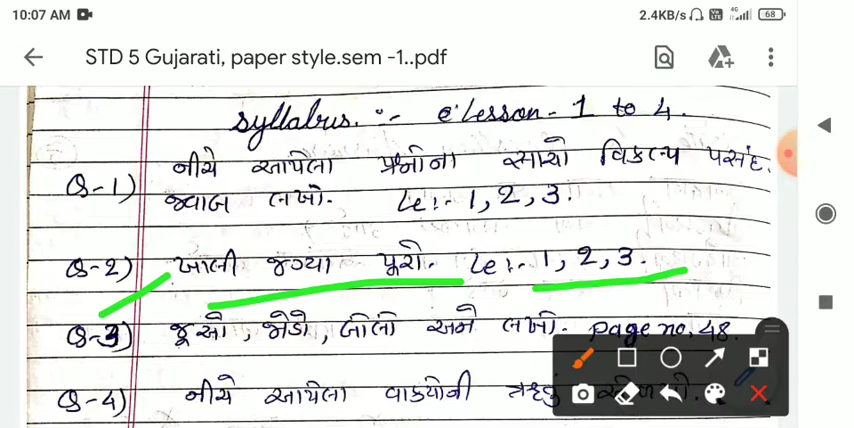 10:07 AM 2.4KB/s 4G 68
STD 5 Gujarati, paper style.sem -1..pdf
Syllabus :- Lesson - 1 to 4.
નીચે આપેલા પ્રશ્નોના સાચો વિકલ્પ પસંદ.
Q-1) જવાબ લખો. Le:- 1, 2, 3.
Q-2) ખાલી જગ્યા પૂરો. Le:- 1, 2, 3.
Q-3) જૂઓ, જોડો, બોલો અને લખો. Page no. 48.
Q-4) નીચે આપેલા વાક્યોની